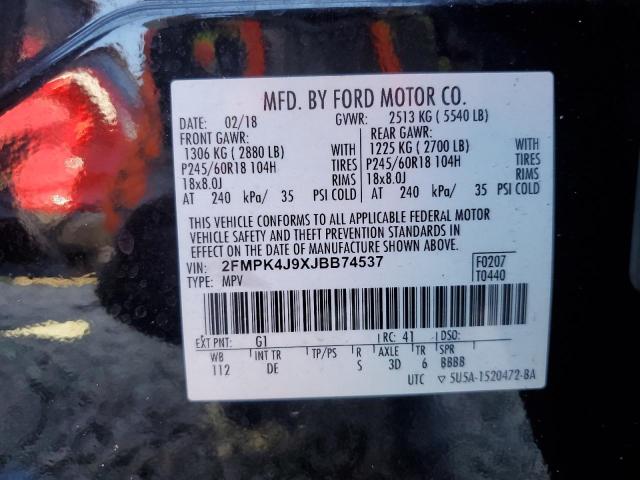 MFD. BY FORD MOTOR CO.
DATE: 02/18 GVWR: 2513 KG ( 5540 LB)
FRONT GAWR: REAR GAWR:
1306 KG ( 2880 LB) WITH 1225 KG ( 2700 LB) WITH
P245/60R18 104H TIRES P245/60R18 104H TIRES
18x8.0J RIMS 18x8.0J RIMS
AT 240 kPa/ 35 PSI COLD AT 240 kPa/ 35 PSI COLD
THIS VEHICLE CONFORMS TO ALL APPLICABLE FEDERAL MOTOR
VEHICLE SAFETY AND THEFT PREVENTION STANDARDS IN
EFFECT ON THE DATE OF MANUFACTURE SHOWN ABOVE.
VIN: 2FMPK4J9XJBB74537 F0207
TYPE: MPV T0440
EXT PNT: G1 RC: 41 DSO:
WB INT TR TP/PS R AXLE TR SPR
112 DE S 3D 6 BBBB
UTC ▽ 5U5A-1520472-BA